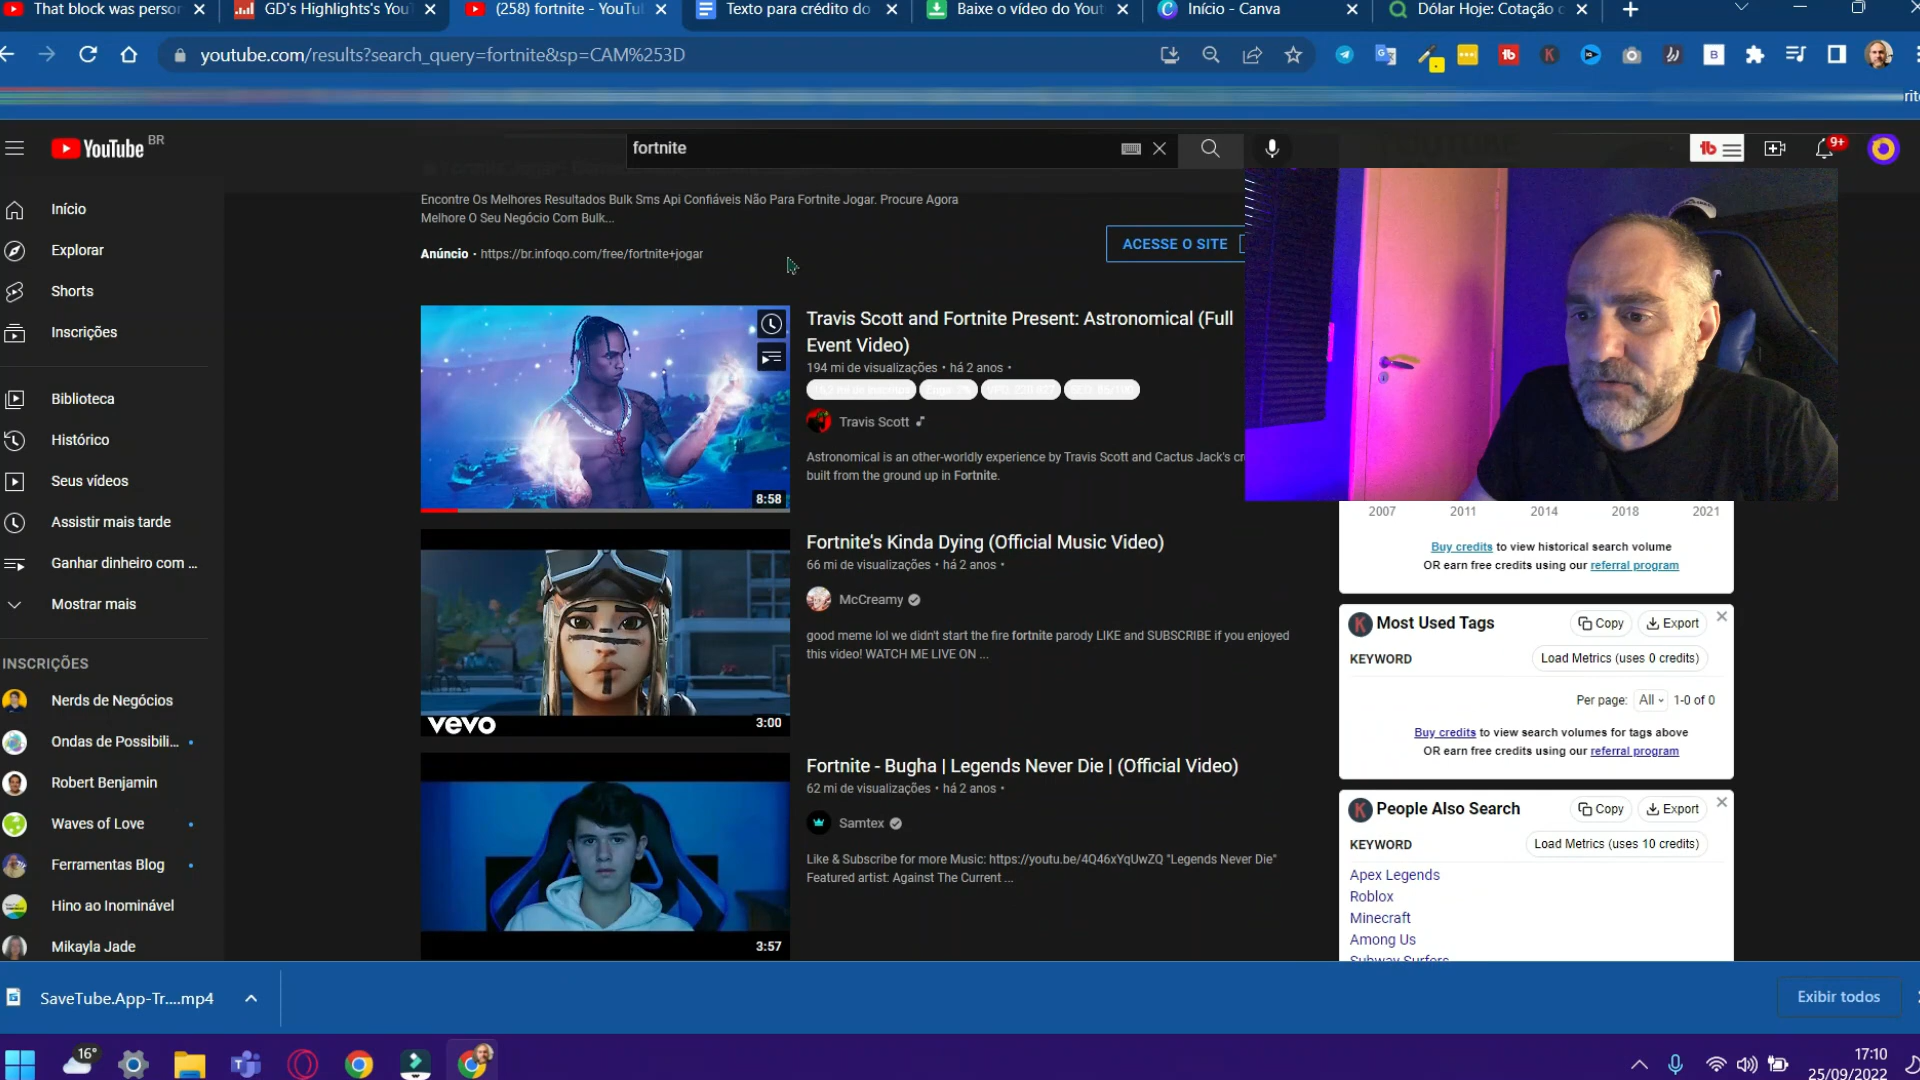 That block was persor
GD's Highlights's You
(258) fortnite - YouTu
Texto para crédito do
Baixe o vídeo do Yout
Início - Canva
Dólar Hoje: Cotação
youtube.com/results?search_query=fortnite&sp=CAM%253D
YouTube BR
fortnite
9+
Início
Explorar
Shorts
Inscrições
Biblioteca
Histórico
Seus vídeos
Assistir mais tarde
Ganhar dinheiro com ...
Mostrar mais
INSCRIÇÕES
Nerds de Negócios
Ondas de Possibili...
Robert Benjamin
Waves of Love
Ferramentas Blog
Hino ao Inominável
Mikayla Jade
Encontre Os Melhores Resultados Bulk Sms Api Confiáveis Não Para Fortnite Jogar. Procure Agora
Melhore O Seu Negócio Com Bulk...
Anúncio • https://br.infoqo.com/free/fortnite+jogar
ACESSE O SITE
8:58
Travis Scott and Fortnite Present: Astronomical (Full
Event Video)
194 mi de visualizações • há 2 anos •
Travis Scott
Astronomical is an other-worldly experience by Travis Scott and Cactus Jack's cr
built from the ground up in Fortnite.
vevo
3:00
Fortnite's Kinda Dying (Official Music Video)
66 mi de visualizações • há 2 anos •
McCreamy
good meme lol we didn't start the fire fortnite parody LIKE and SUBSCRIBE if you enjoyed
this video! WATCH ME LIVE ON ...
3:57
Fortnite - Bugha | Legends Never Die | (Official Video)
62 mi de visualizações • há 2 anos •
Samtex
Like & Subscribe for more Music: https://youtu.be/4Q46xYqUwZQ "Legends Never Die"
Featured artist: Against The Current ...
2007 2011 2014 2018 2021
Buy credits to view historical search volume
OR earn free credits using our referral program
Most Used Tags
Copy
Export
KEYWORD
Load Metrics (uses 0 credits)
Per page: All 1-0 of 0
Buy credits to view search volumes for tags above
OR earn free credits using our referral program
People Also Search
Copy
Export
KEYWORD
Load Metrics (uses 10 credits)
Apex Legends
Roblox
Minecraft
Among Us
Subway Surfers
SaveTube.App-Tr....mp4
Exibir todos
16°
17:10
25/09/2022